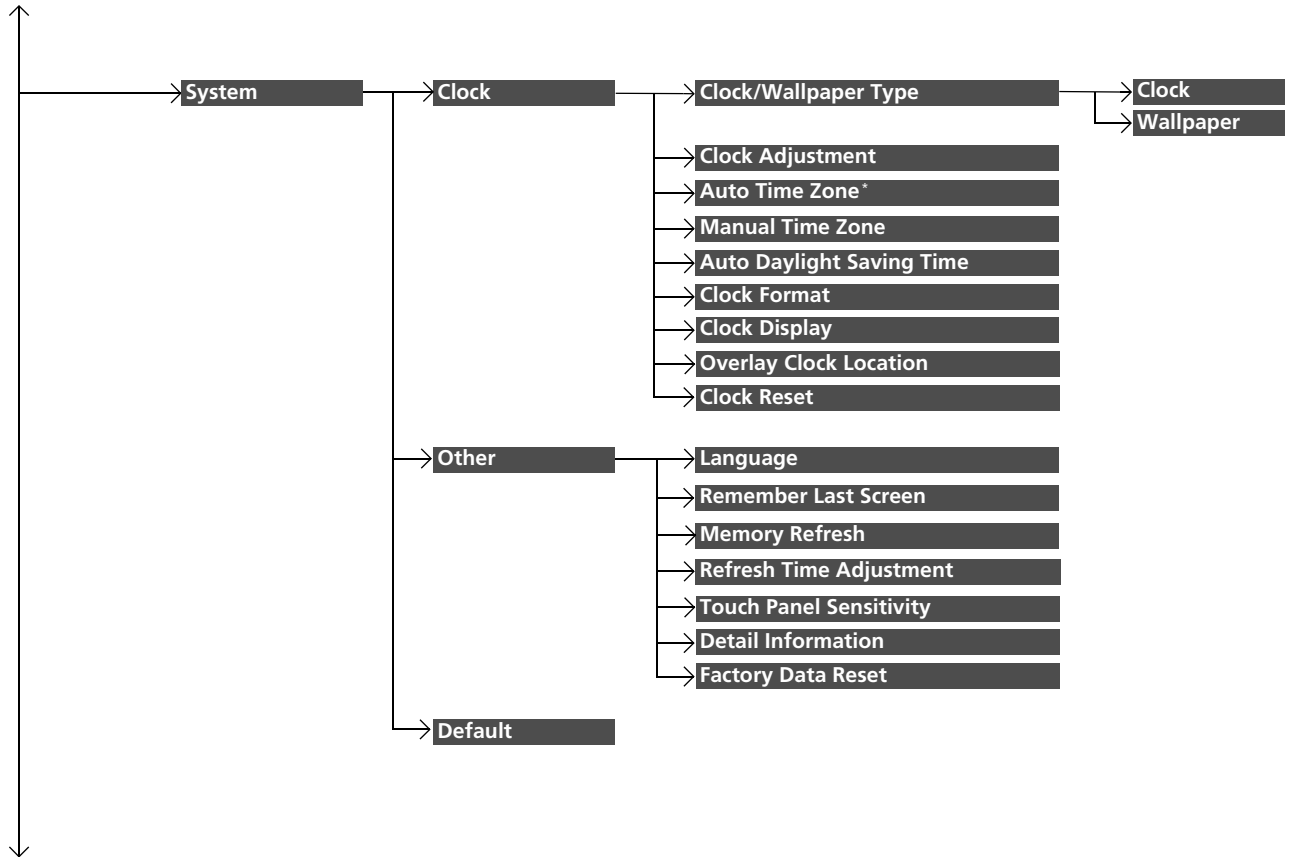 System
Clock
Clock/Wallpaper Type
Clock
Wallpaper
Clock Adjustment
Auto Time Zone*
Manual Time Zone
Auto Daylight Saving Time
Clock Format
Clock Display
Overlay Clock Location
Clock Reset
Other
Language
Remember Last Screen
Memory Refresh
Refresh Time Adjustment
Touch Panel Sensitivity
Detail Information
Factory Data Reset
Default